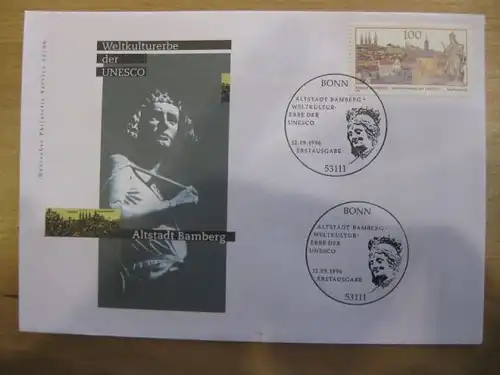 Weltkulturerbe
der
UNESCO
Altstadt Bamberg
100
BONN
ALTSTADT BAMBERG-
WELTKULTUR-
ERBE DER
UNESCO
12.09.1996
ERSTAUSGABE
53111
BONN
ALTSTADT BAMBERG-
WELTKULTUR-
ERBE DER
UNESCO
12.09.1996
ERSTAUSGABE
53111